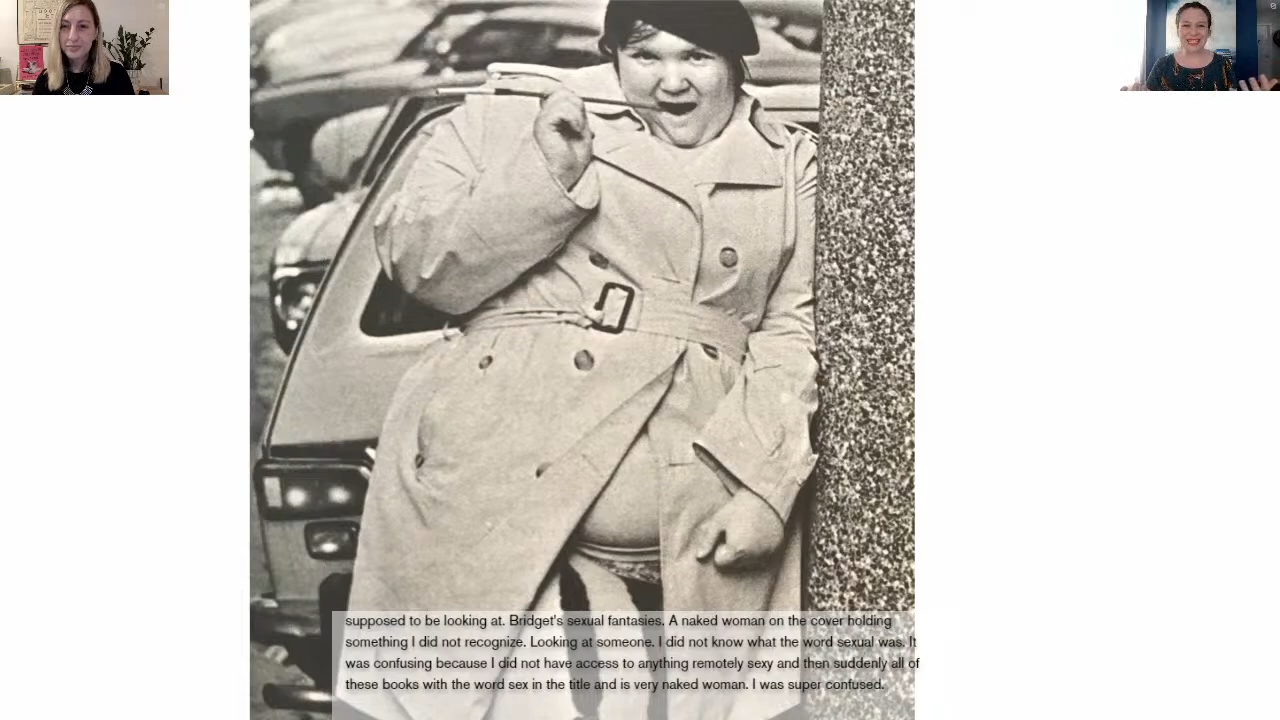 supposed to be looking at. Bridget's sexual fantasies. A naked woman on the cover holding
something I did not recognize. Looking at someone. I did not know what the word sexual was. It
was confusing because I did not have access to anything remotely sexy and then suddenly all of
these books with the word sex in the title and is very naked woman. I was super confused.